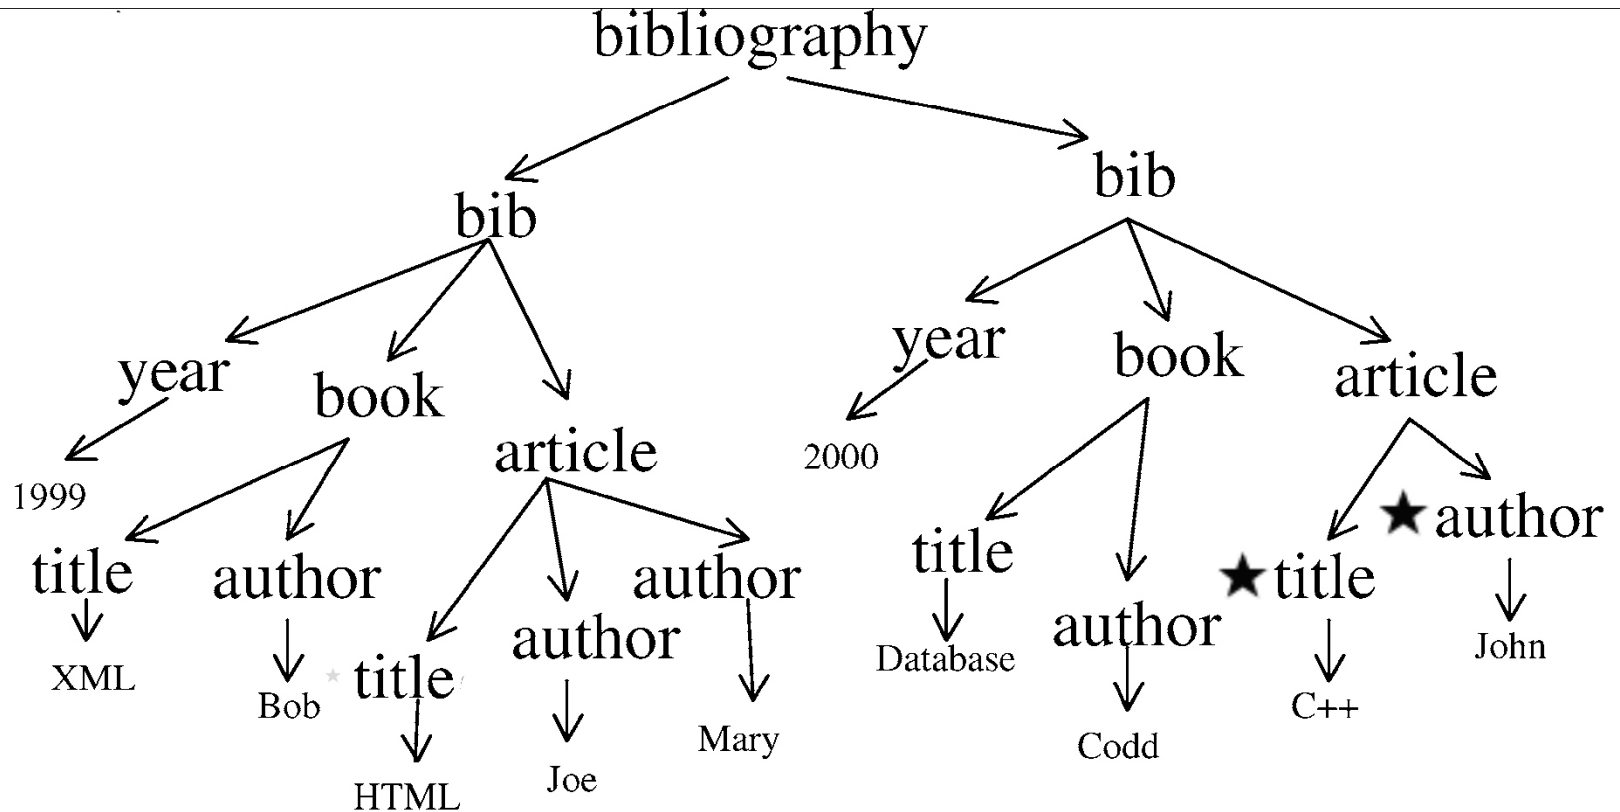 bibliography
bib
bib
year
book
article
year
book
article
1999
title
author
title
author
author
2000
title
author
title
author
XML
Bob
HTML
Joe
Mary
Database
Codd
C++
John